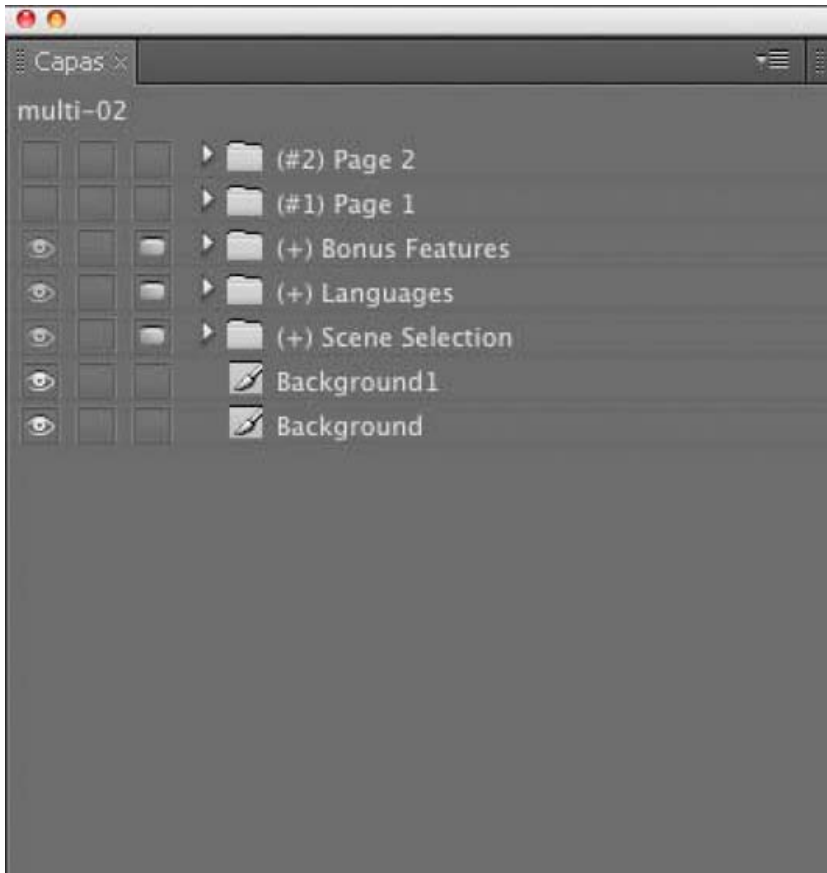 Capas
multi-02
(#2) Page 2
(#1) Page 1
(+) Bonus Features
(+) Languages
(+) Scene Selection
Background1
Background